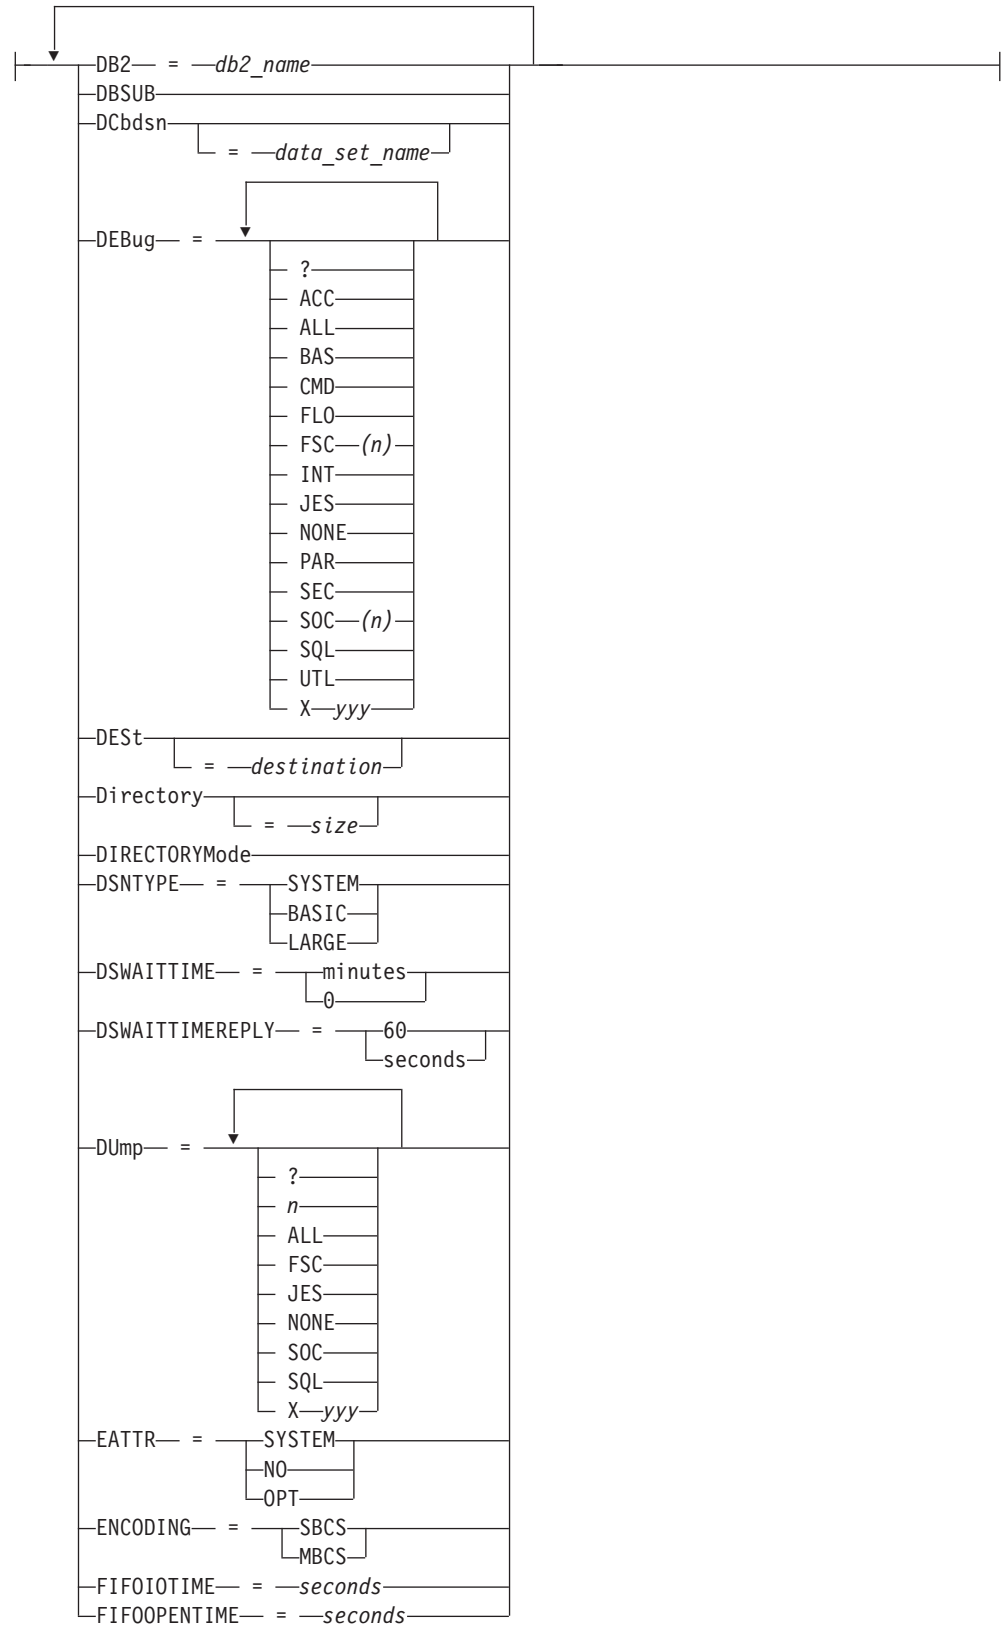 DB2 = db2_name
DBSUB
DCbdsn
= data_set_name
DEBug =
?
ACC
ALL
BAS
CMD
FLO
FSC (n)
INT
JES
NONE
PAR
SEC
SOC (n)
SQL
UTL
X yyy
DESt
= destination
Directory
= size
DIRECTORYMode
DSNTYPE = SYSTEM
BASIC
LARGE
DSWAITTIME = minutes
0
DSWAITTIMEREPLY = 60
seconds
DUmp =
?
n
ALL
FSC
JES
NONE
SOC
SQL
X yyy
EATTR = SYSTEM
NO
OPT
ENCODING = SBCS
MBCS
FIFOIOTIME = seconds
FIFOOPENTIME = seconds